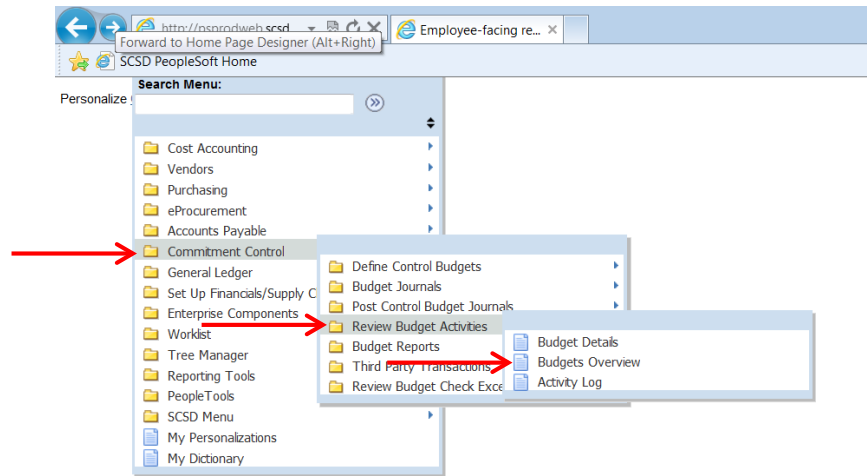 http://psprodweb.scsd
Employee-facing re...
Forward to Home Page Designer (Alt+Right)
SCSD PeopleSoft Home
Personalize
Search Menu:
Cost Accounting
Vendors
Purchasing
eProcurement
Accounts Payable
Commitment Control
General Ledger
Set Up Financials/Supply C
Enterprise Components
Worklist
Tree Manager
Reporting Tools
PeopleTools
SCSD Menu
My Personalizations
My Dictionary
Define Control Budgets
Budget Journals
Post Control Budget Journals
Review Budget Activities
Budget Reports
Third Party Transactions
Review Budget Check Exce
Budget Details
Budgets Overview
Activity Log